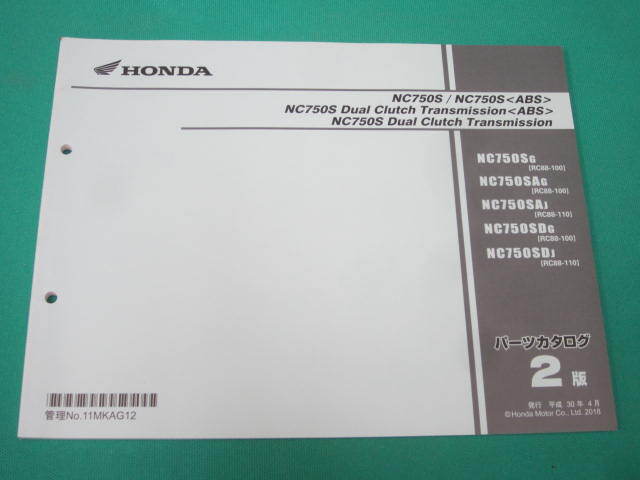 HONDA
NC750S / NC750S<ABS>
NC750S Dual Clutch Transmission<ABS>
NC750S Dual Clutch Transmission
NC750SG
[RC88-100]
NC750SAG
[RC88-100]
NC750SAJ
[RC88-110]
NC750SDG
[RC88-100]
NC750SDJ
[RC88-110]
パーツカタログ
2版
発行 平成 30年 4月
©Honda Motor Co., Ltd. 2018
管理No.11MKAG12